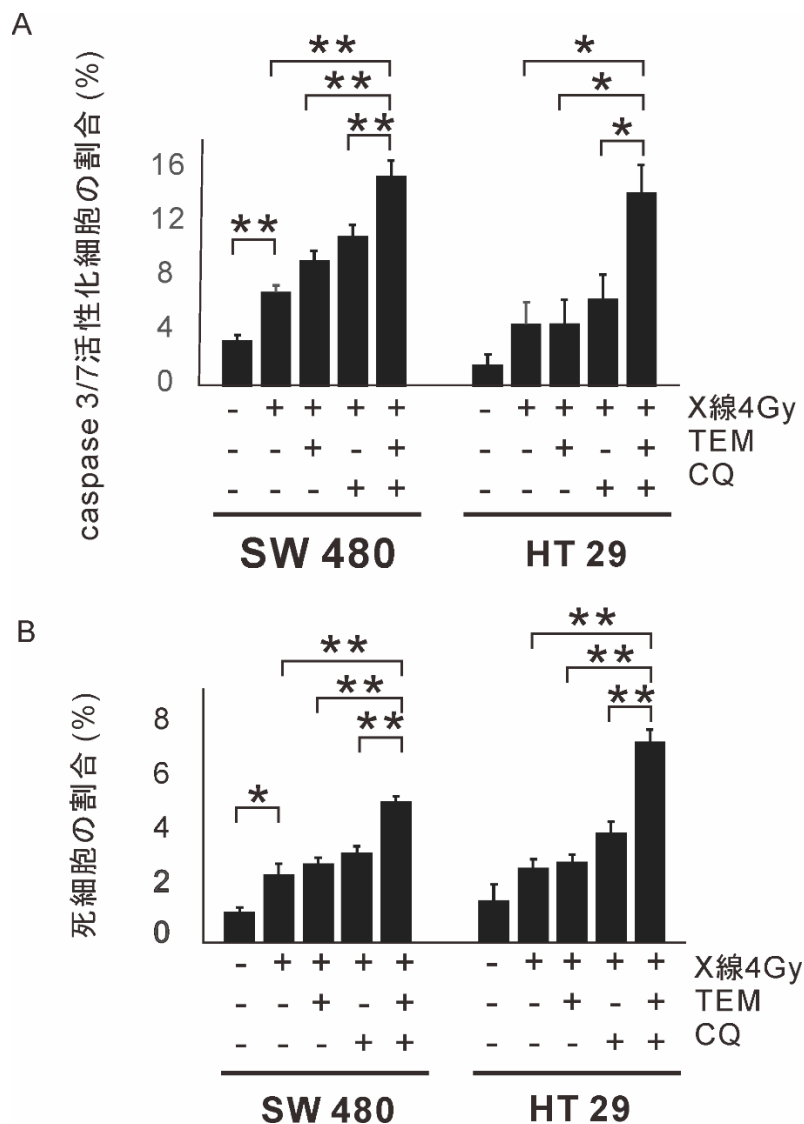 A
caspase 3/7活性化細胞の割合 (%)
** *
** *
** *
**
16
12
8
4
0
- + + + + - + + + + X線4Gy
- - + - + - - + - + TEM
- - - + + - - - + + CQ
SW 480 HT 29
B
死細胞の割合 (%)
** **
** **
** **
*
8
6
4
2
0
- + + + + - + + + + X線4Gy
- - + - + - - + - + TEM
- - - + + - - - + + CQ
SW 480 HT 29